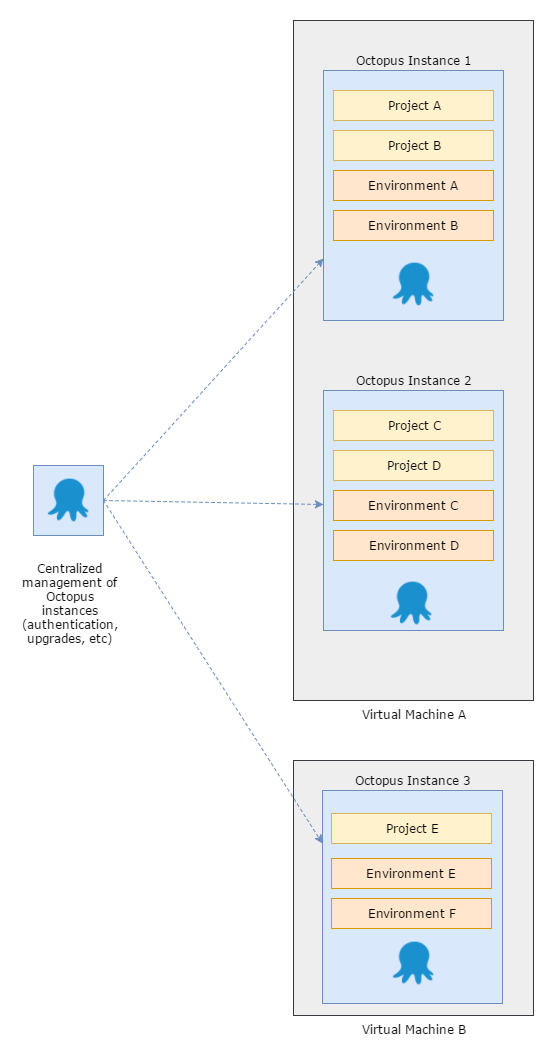 Octopus Instance 1
Project A
Project B
Environment A
Environment B
Octopus Instance 2
Project C
Project D
Environment C
Environment D
Centralized
management of
Octopus
instances
(authentication,
upgrades, etc)
Virtual Machine A
Octopus Instance 3
Project E
Environment E
Environment F
Virtual Machine B